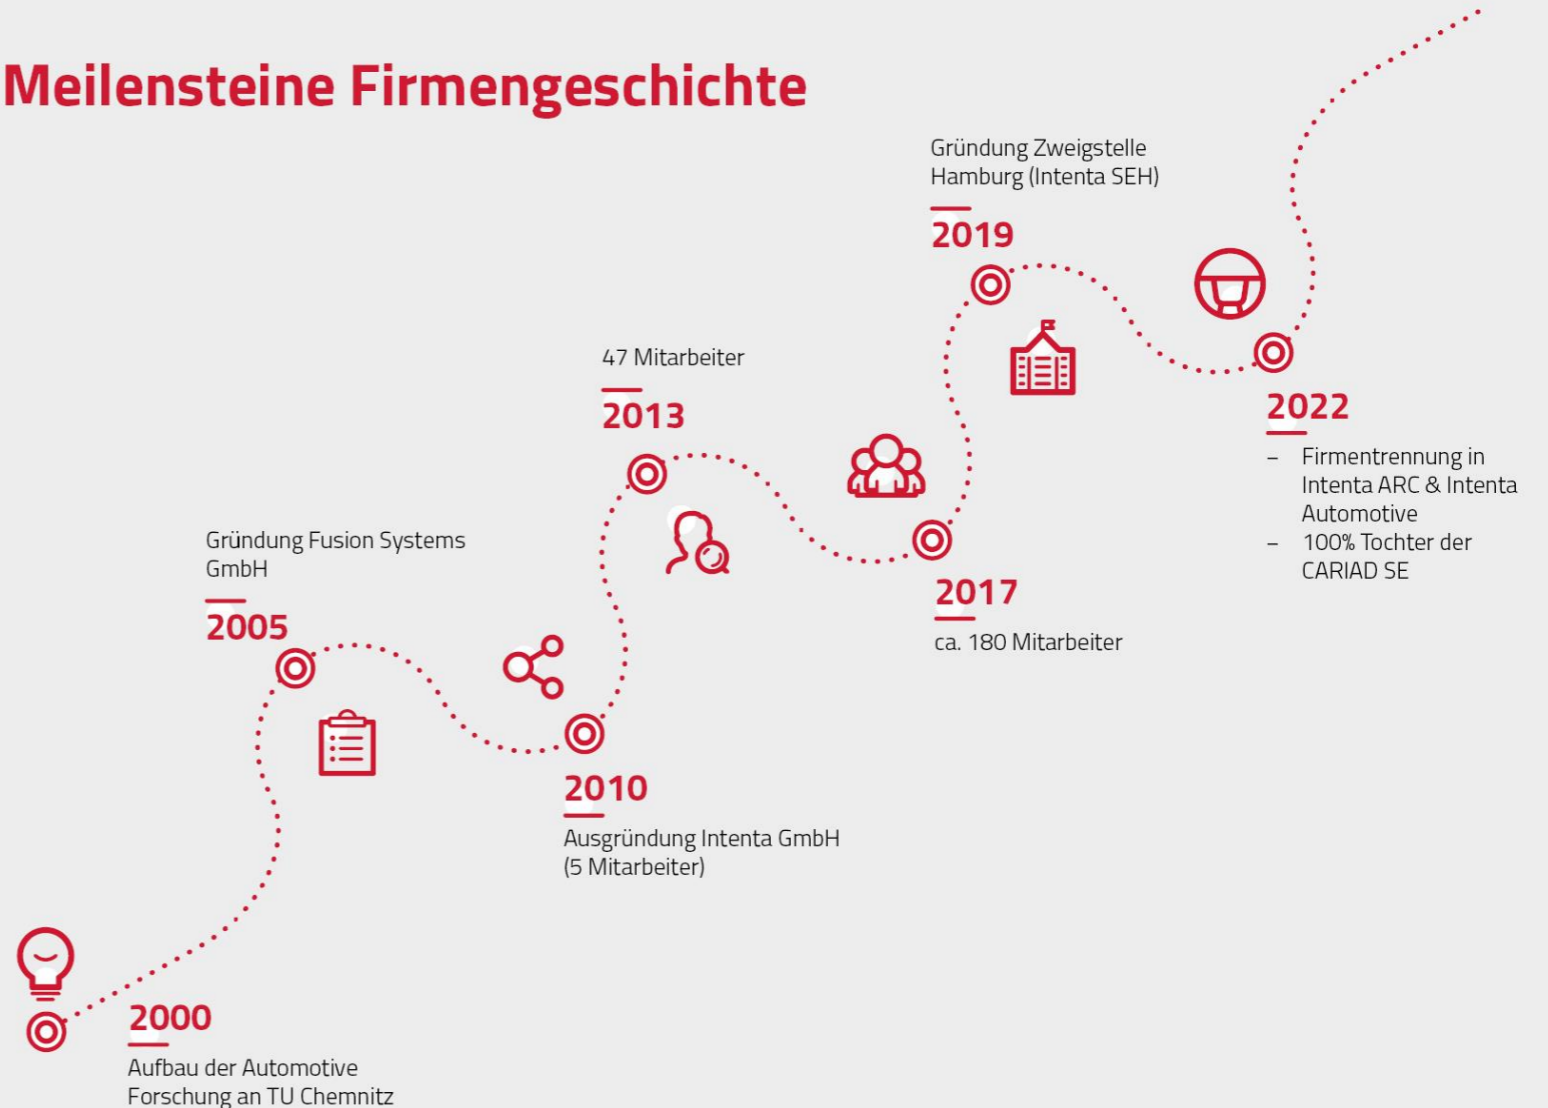 Meilensteine Firmengeschichte
Gründung Zweigstelle
Hamburg (Intenta SEH)
2019
47 Mitarbeiter
2013
2022
– Firmentrennung in
Intenta ARC & Intenta
Automotive
– 100% Tochter der
CARIAD SE
Gründung Fusion Systems
GmbH
2005
2017
ca. 180 Mitarbeiter
2010
Ausgründung Intenta GmbH
(5 Mitarbeiter)
2000
Aufbau der Automotive
Forschung an TU Chemnitz